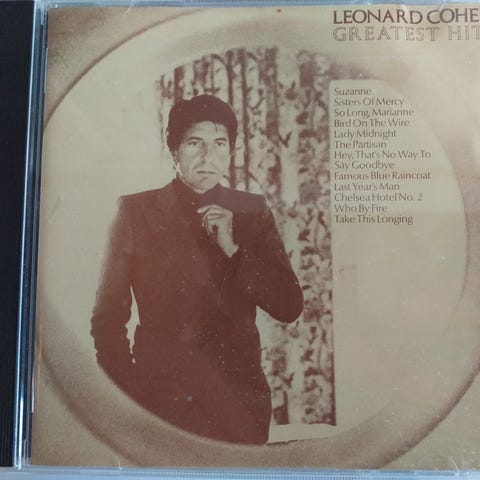 LEONARD COHE
GREATEST HIT
Suzanne
Sisters Of Mercy
So Long, Marianne
Bird On The Wire
Lady Midnight
The Partisan
Hey, That's No Way To
Say Goodbye
Famous Blue Raincoat
Last Year's Man
Chelsea Hotel No. 2
Who By Fire
Take This Longing